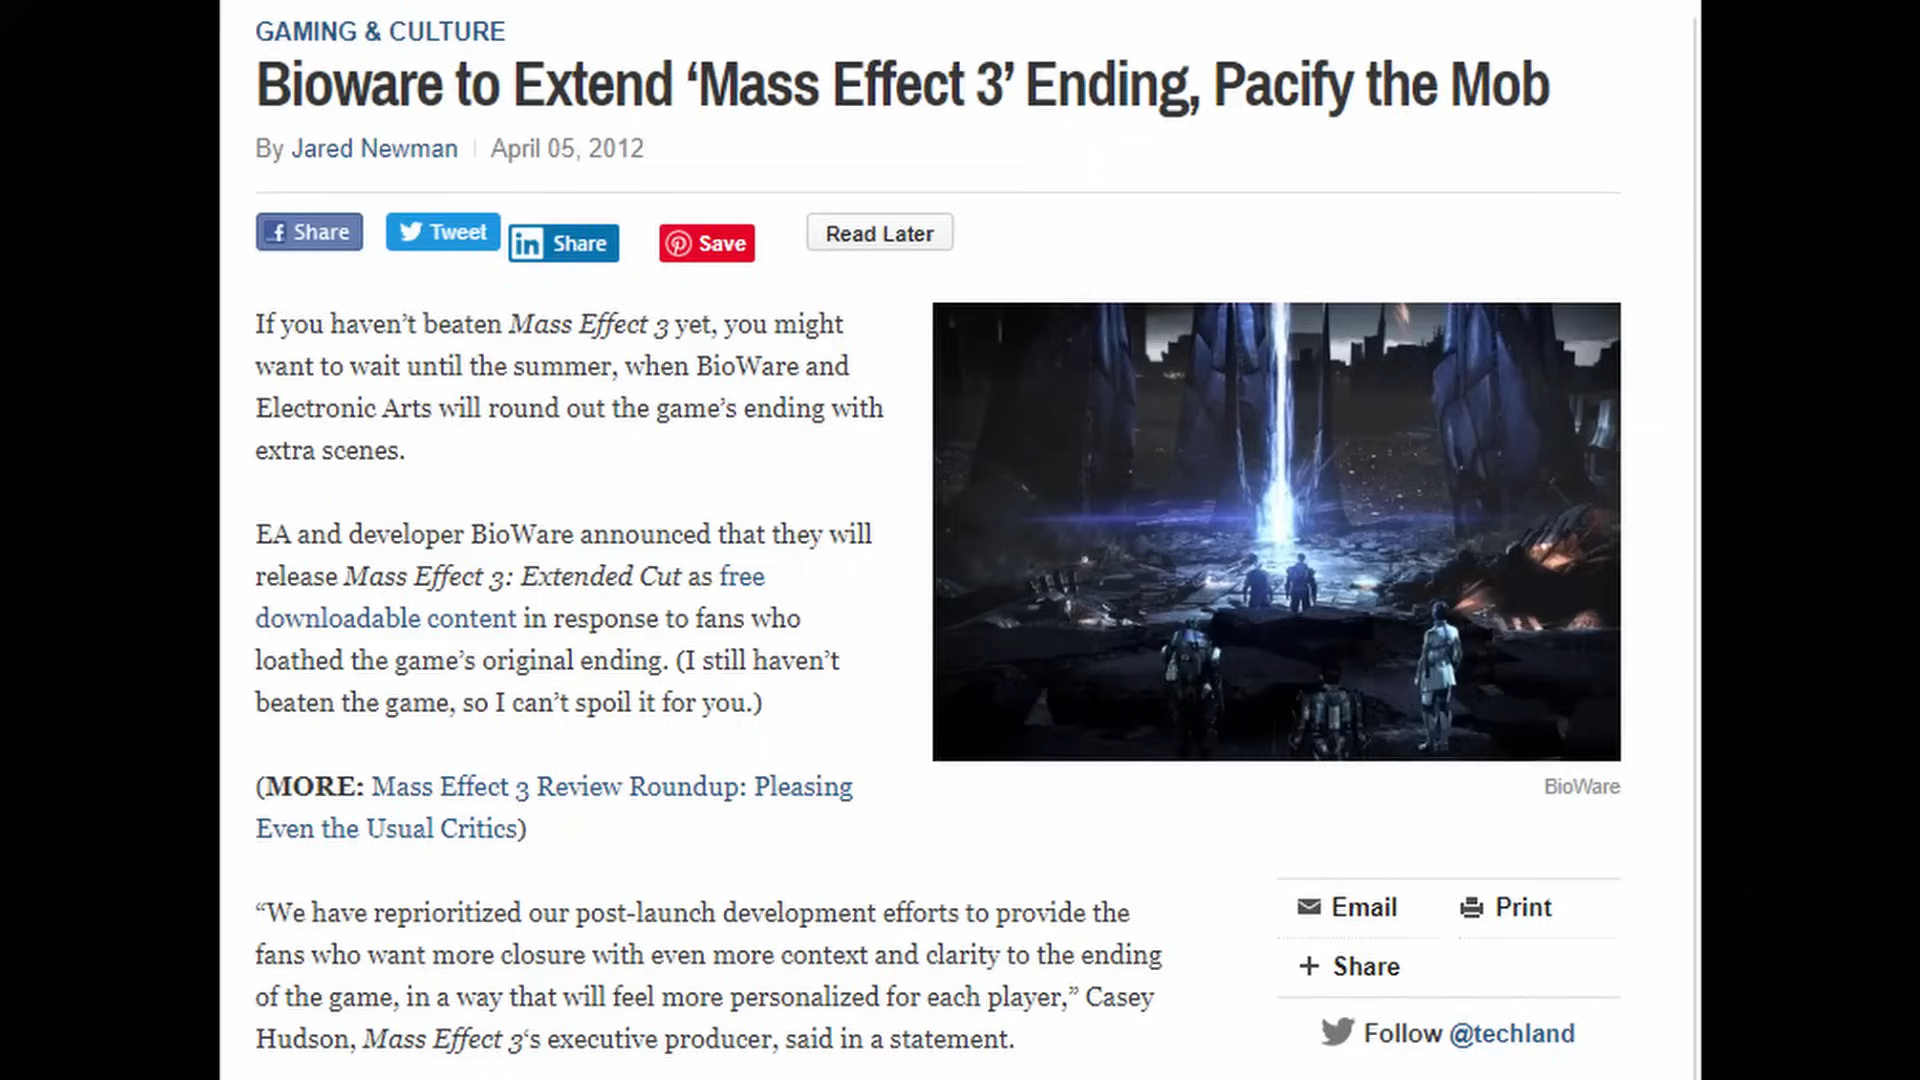 GAMING & CULTURE
Bioware to Extend ‘Mass Effect 3’ Ending, Pacify the Mob
By Jared Newman | April 05, 2012
Share Tweet Share Save Read Later
If you haven’t beaten Mass Effect 3 yet, you might
want to wait until the summer, when BioWare and
Electronic Arts will round out the game’s ending with
extra scenes.
EA and developer BioWare announced that they will
release Mass Effect 3: Extended Cut as free
downloadable content in response to fans who
loathed the game’s original ending. (I still haven’t
beaten the game, so I can’t spoil it for you.)
(MORE: Mass Effect 3 Review Roundup: Pleasing
Even the Usual Critics)
BioWare
“We have reprioritized our post-launch development efforts to provide the
fans who want more closure with even more context and clarity to the ending
of the game, in a way that will feel more personalized for each player,” Casey
Hudson, Mass Effect 3‘s executive producer, said in a statement.
Email Print
+ Share
Follow @techland